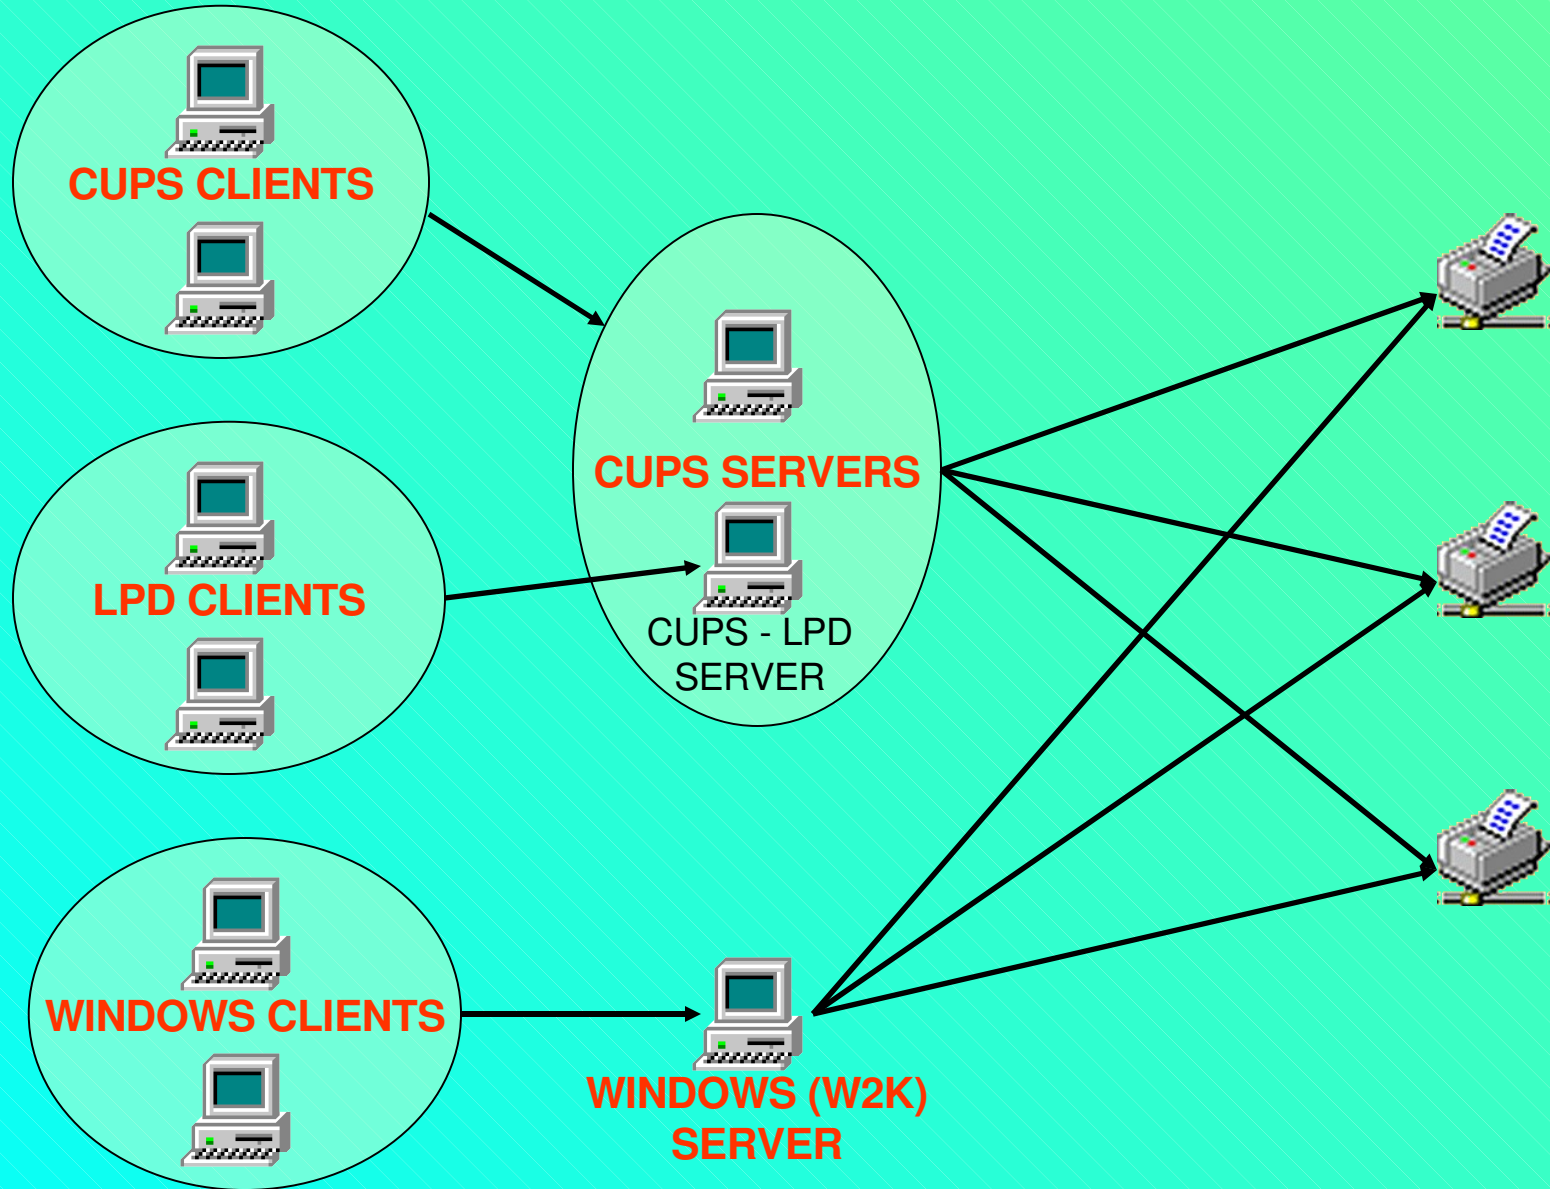 CUPS CLIENTS
CUPS SERVERS
LPD CLIENTS
CUPS - LPD
SERVER
WINDOWS CLIENTS
WINDOWS (W2K)
SERVER